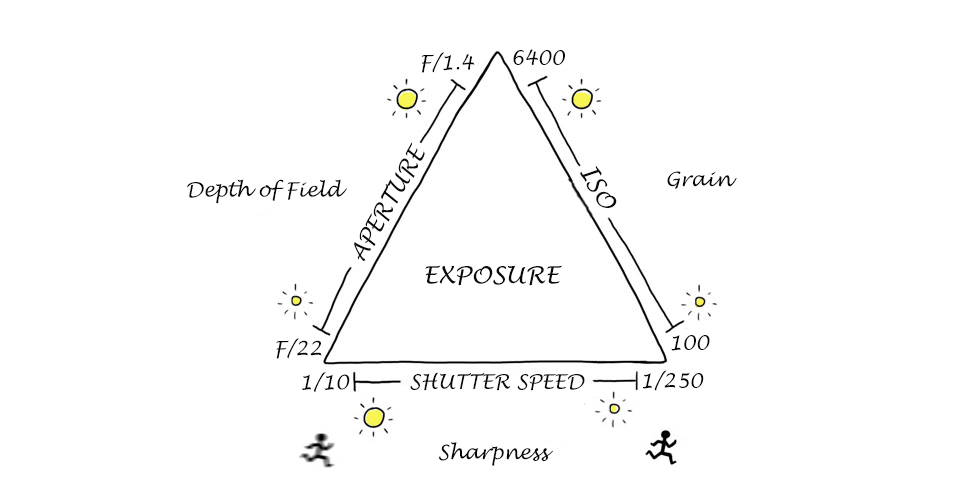 F/1.4
6400
Depth of Field
APERTURE
ISO
Grain
EXPOSURE
F/22
100
1/10
SHUTTER SPEED
1/250
Sharpness